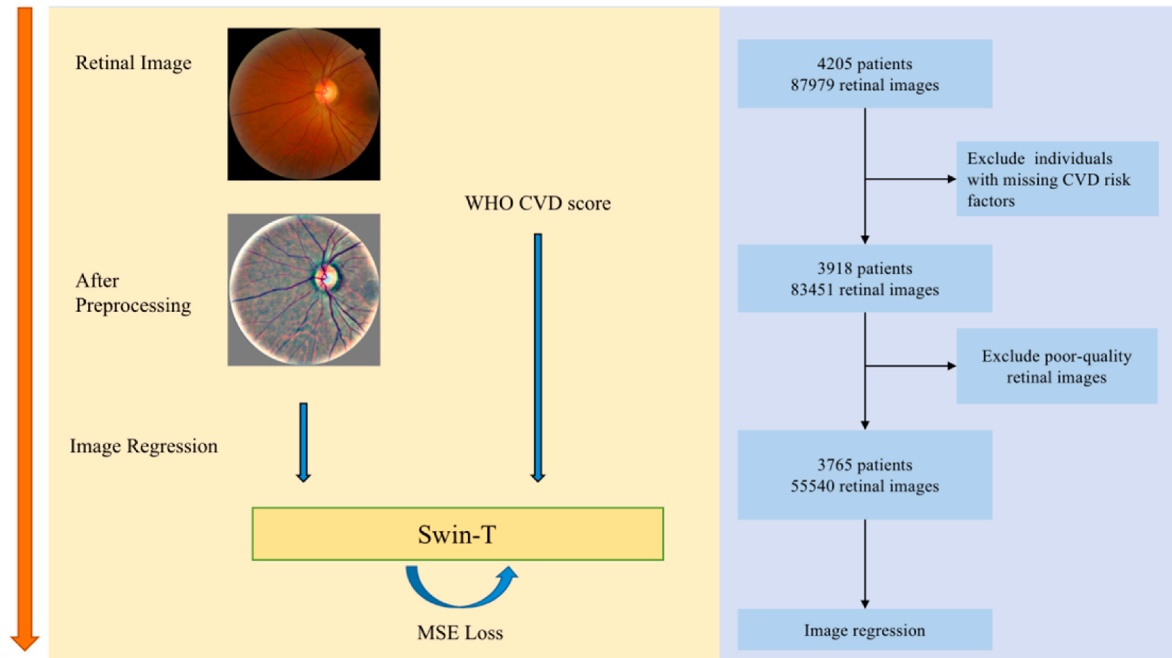 Retinal Image
After
Preprocessing
Image Regression
WHO CVD score
Swin-T
MSE Loss
4205 patients
87979 retinal images
Exclude individuals
with missing CVD risk
factors
3918 patients
83451 retinal images
Exclude poor-quality
retinal images
3765 patients
55540 retinal images
Image regression